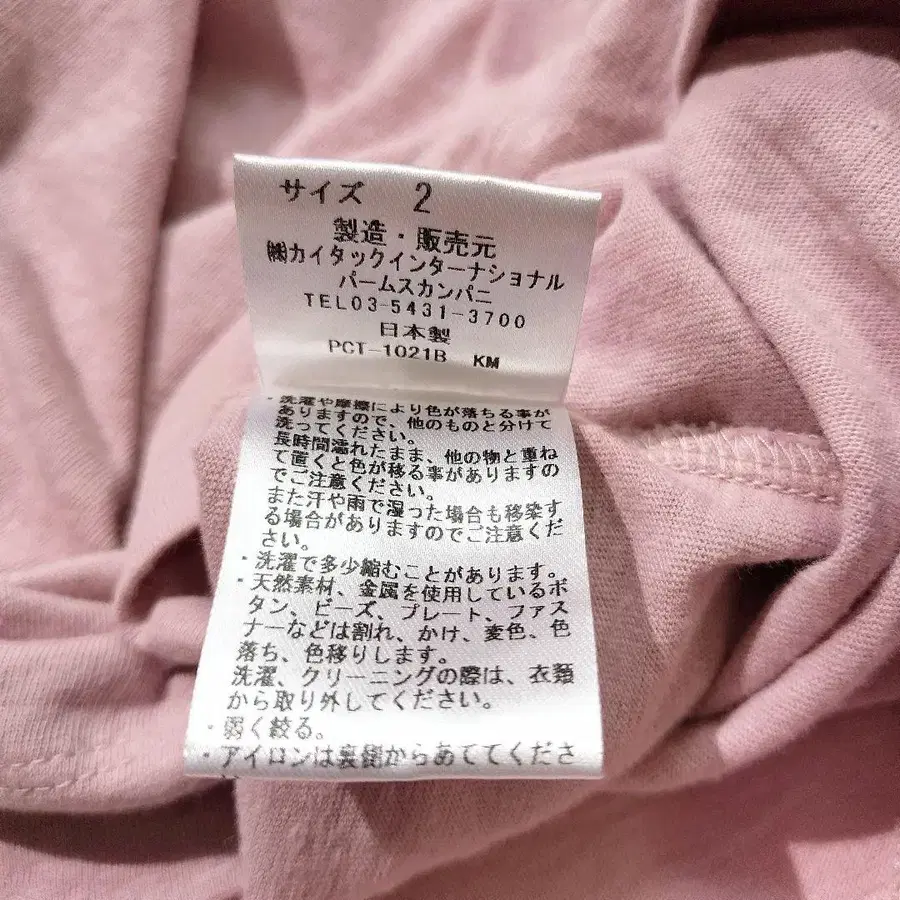 サイズ 2
製造・販売元
㈱カイタックインターナショナル
パームスカンパニ
TEL03-5431-3700
日本製
PCT-1021B KM
・洗濯や摩擦により色が落ちる事が
ありますので、他のものと分けて
洗ってください。
長時間濡れたまま、他の物と重ね
て置くと色が移る事がありますの
でご注意ください。
また汗や雨で湿った場合も移染す
る場合がありますのでご注意くだ
さい。
・洗濯で多少縮むことがあります。
・天然素材、金属を使用しているボ
タン、ビーズ、プレート、ファス
ナーなどは割れ、かけ、変色、色
落ち、色移りします。
洗濯、クリーニングの際は、衣類
から取り外してください。
・弱く絞る。
・アイロンは裏側からあててくださ